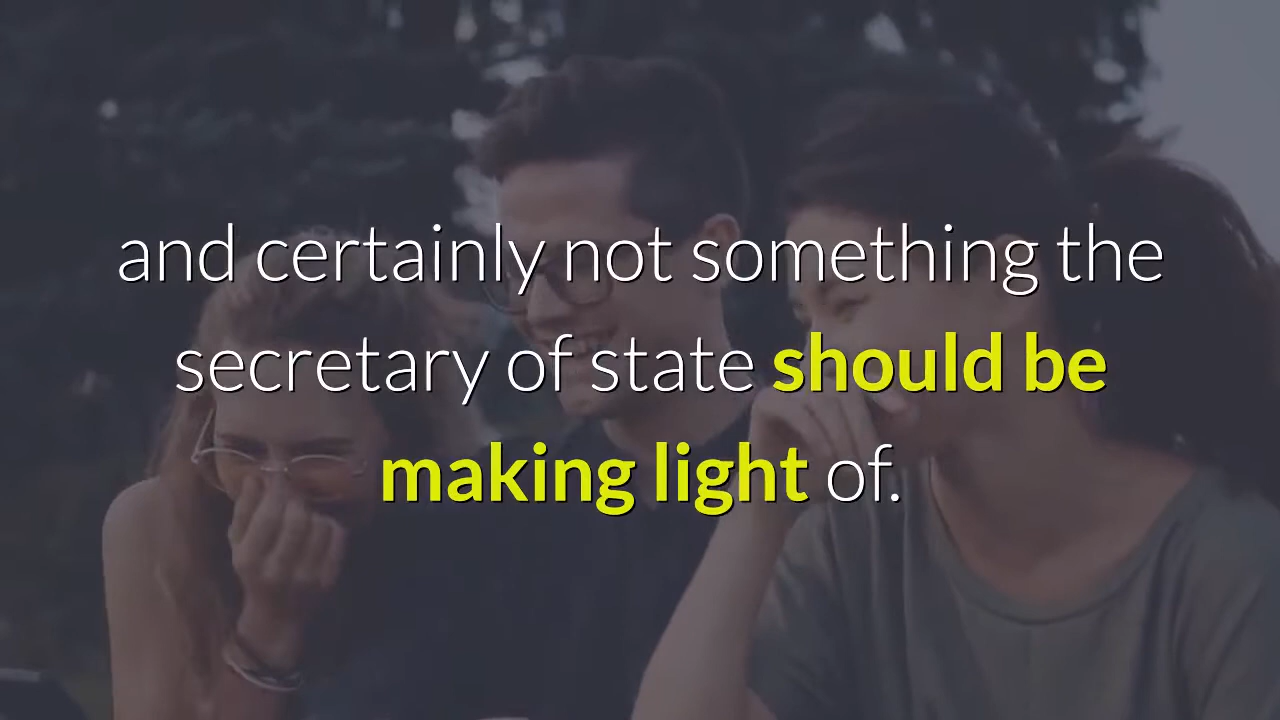 and certainly not something the
secretary of state should be
making light of.